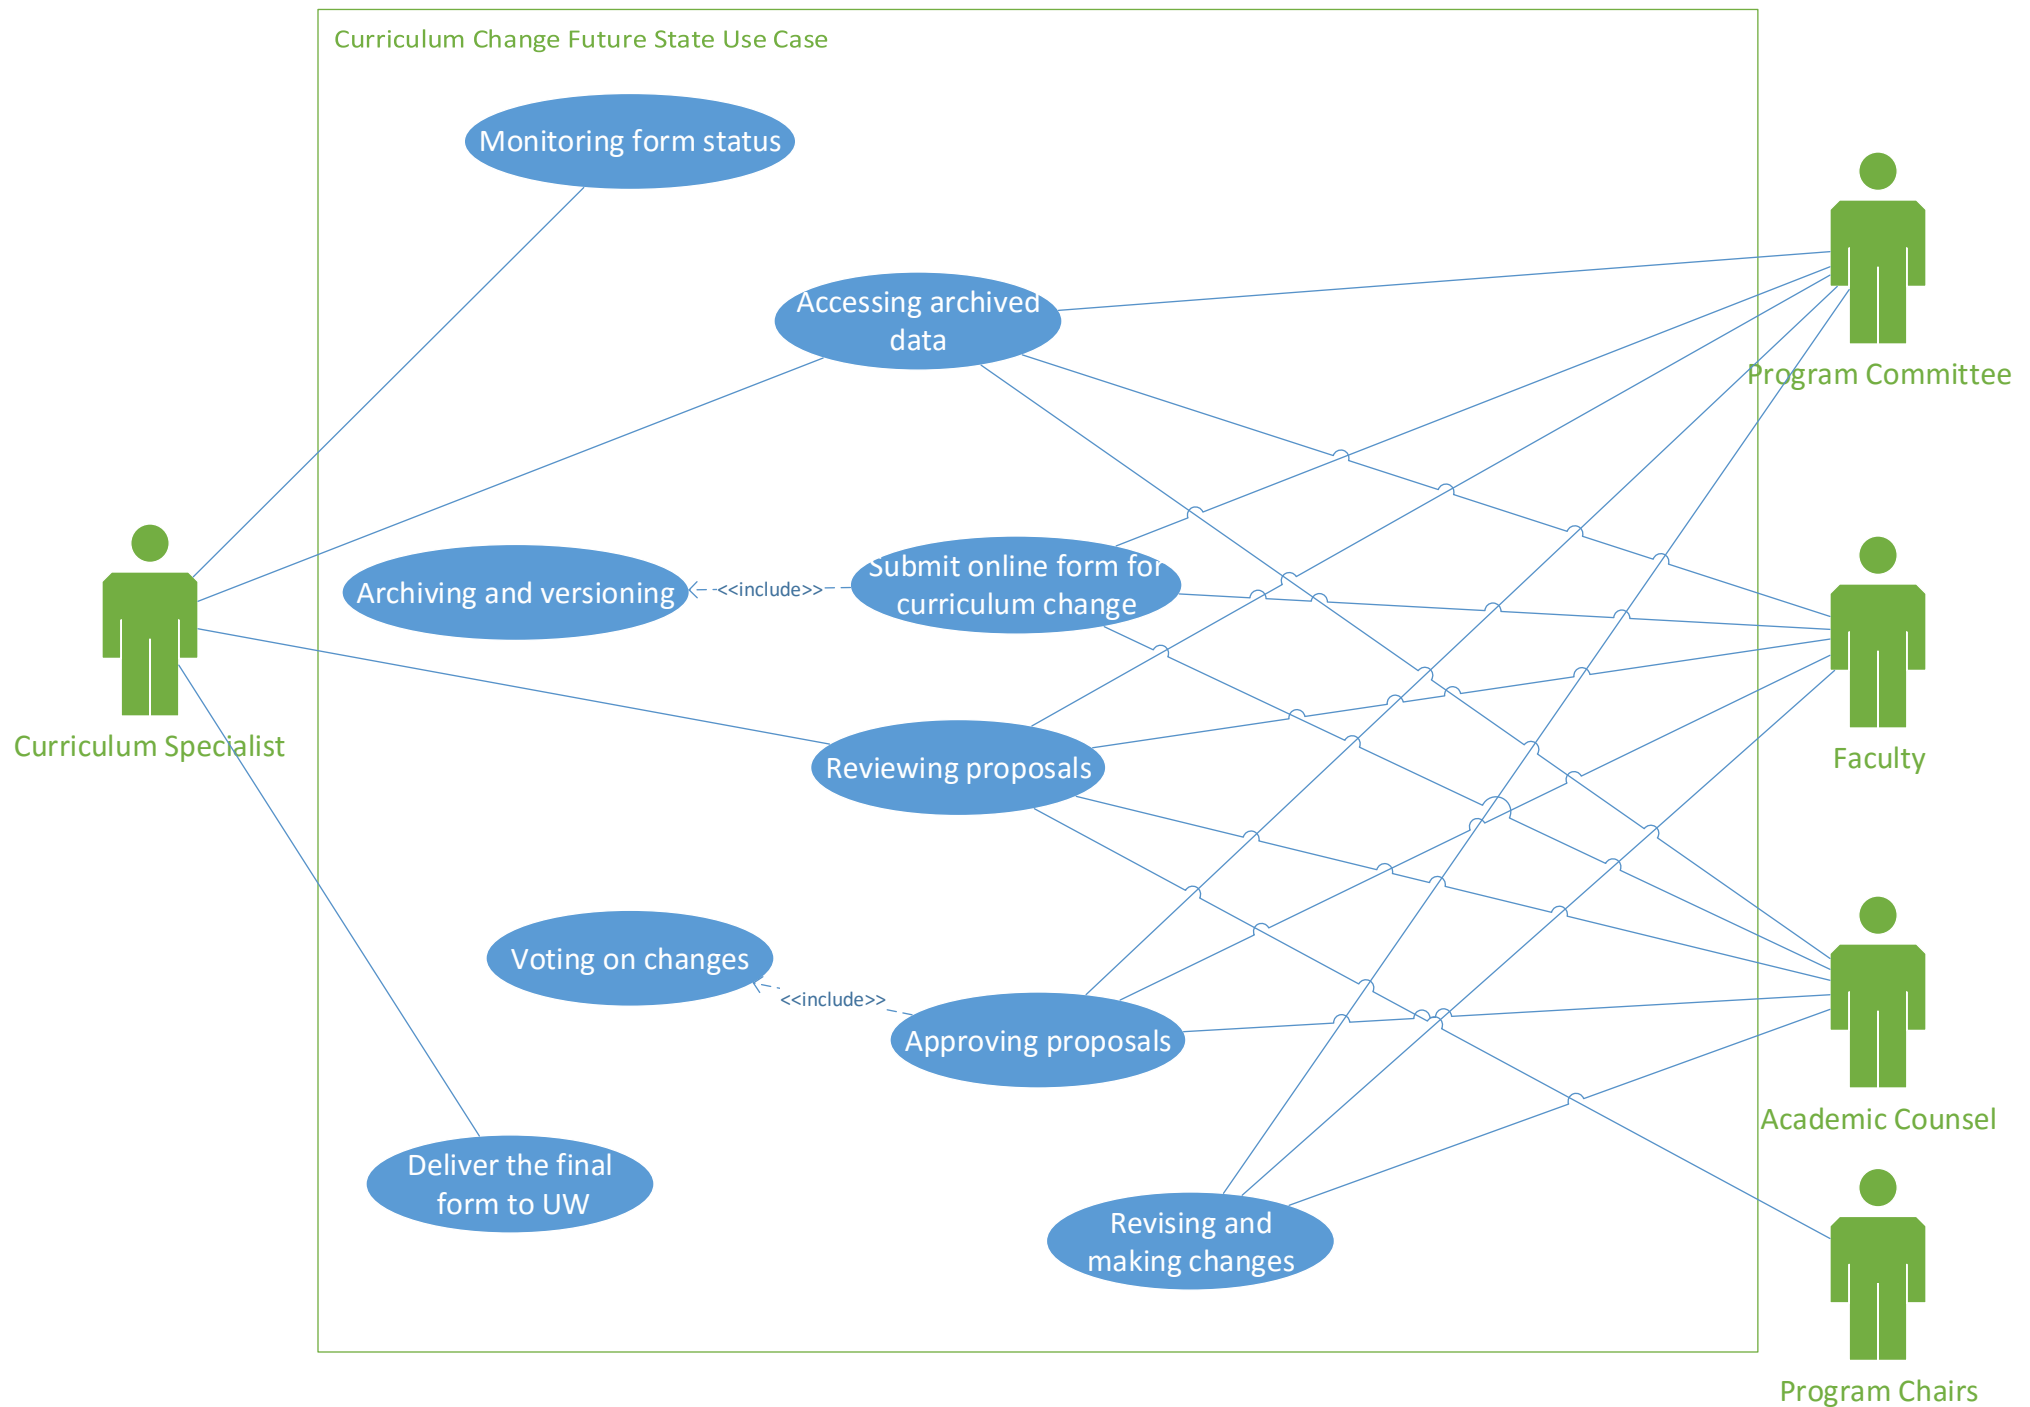 Curriculum Change Future State Use Case
Monitoring form status
Accessing archived
data
Program Committee
Archiving and versioning
<<include>>
Submit online form for
curriculum change
Curriculum Specialist
Reviewing proposals
Faculty
Voting on changes
<<include>>
Approving proposals
Academic Counsel
Deliver the final
form to UW
Revising and
making changes
Program Chairs